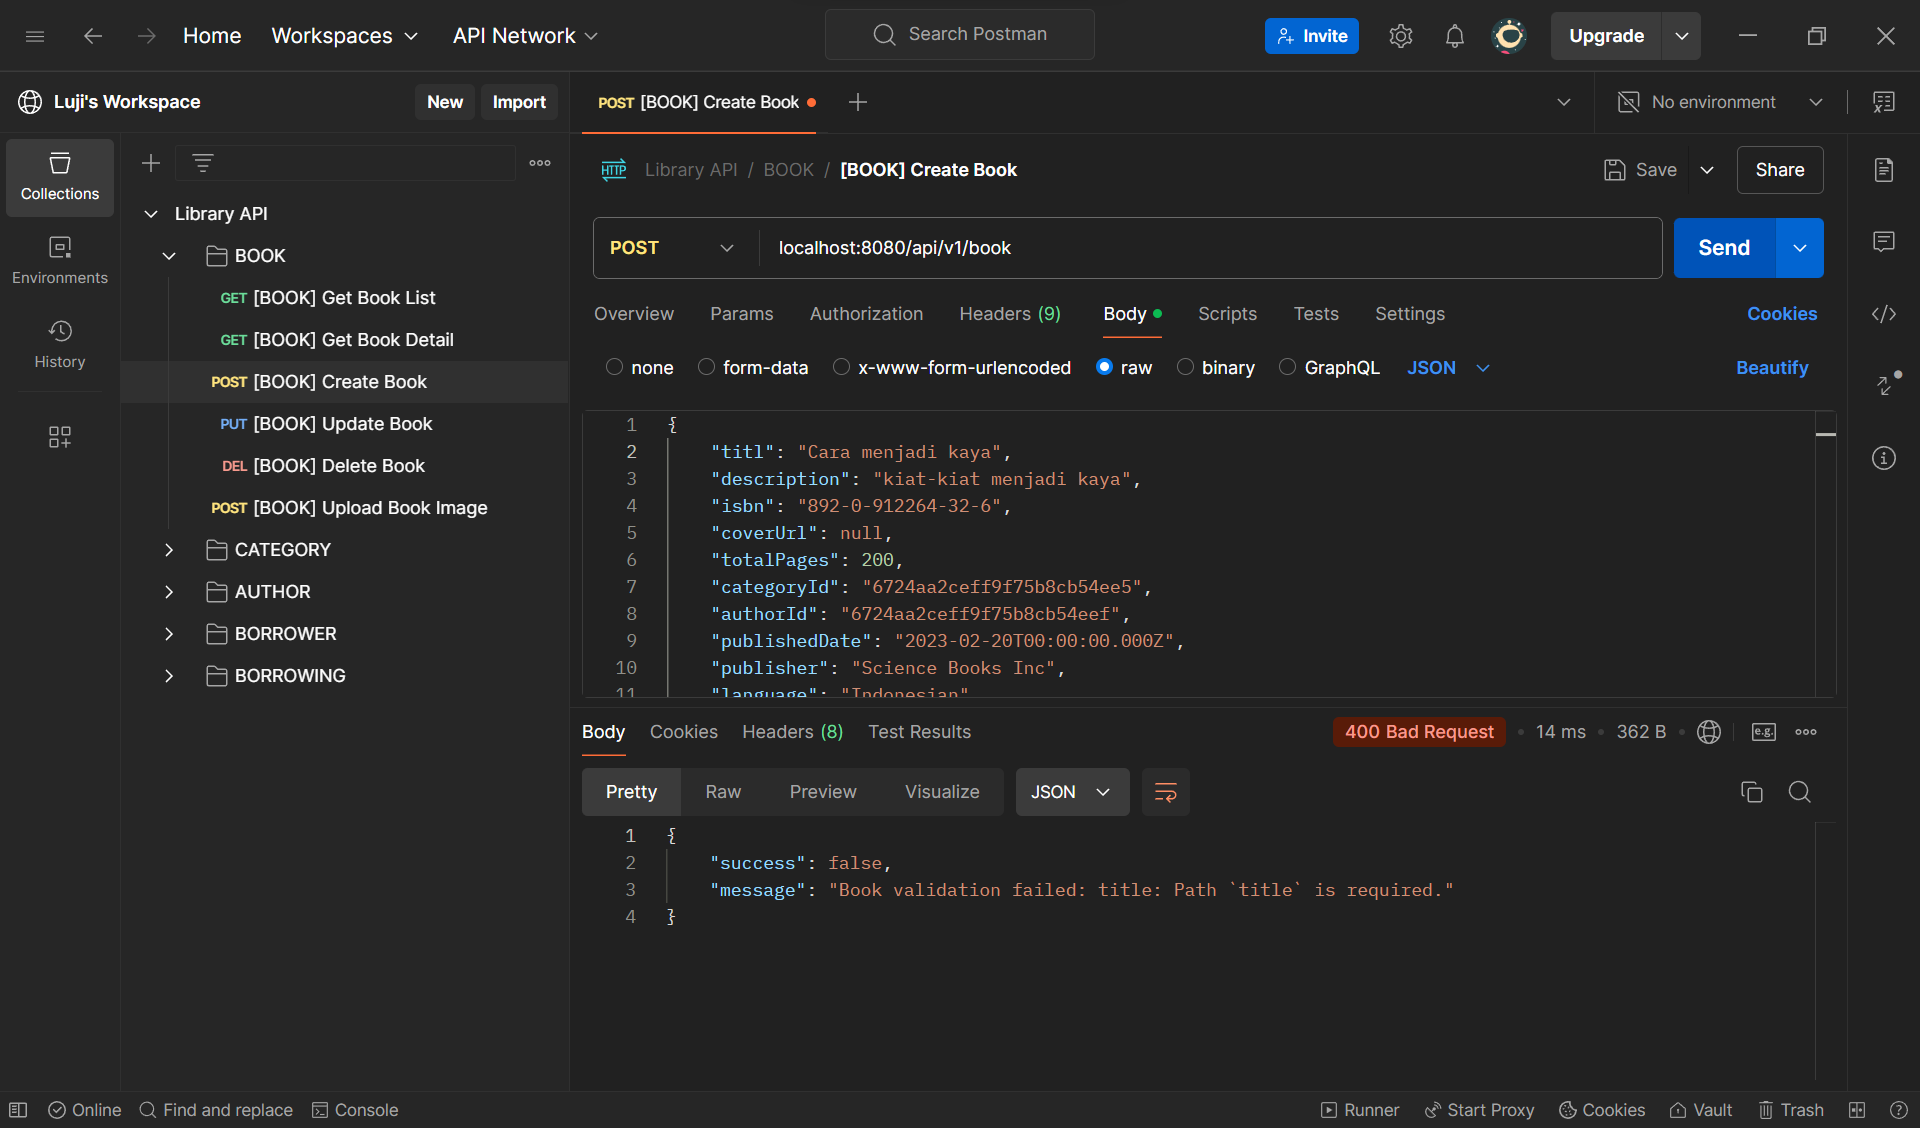 Home Workspaces API Network Search Postman Invite Upgrade
Luji's Workspace New Import
POST [BOOK] Create Book No environment
Collections
Environments
History
Library API
BOOK
GET [BOOK] Get Book List
GET [BOOK] Get Book Detail
POST [BOOK] Create Book
PUT [BOOK] Update Book
DEL [BOOK] Delete Book
POST [BOOK] Upload Book Image
CATEGORY
AUTHOR
BORROWER
BORROWING
HTTP Library API / BOOK / [BOOK] Create Book Save Share
POST localhost:8080/api/v1/book Send
Overview Params Authorization Headers (9) Body Scripts Tests Settings Cookies
none form-data x-www-form-urlencoded raw binary GraphQL JSON Beautify
1 {
2 "titl": "Cara menjadi kaya",
3 "description": "kiat-kiat menjadi kaya",
4 "isbn": "892-0-912264-32-6",
5 "coverUrl": null,
6 "totalPages": 200,
7 "categoryId": "6724aa2ceff9f75b8cb54ee5",
8 "authorId": "6724aa2ceff9f75b8cb54eef",
9 "publishedDate": "2023-02-20T00:00:00.000Z",
10 "publisher": "Science Books Inc",
11 "language": "Indonesian"
Body Cookies Headers (8) Test Results 400 Bad Request 14 ms 362 B e.g.
Pretty Raw Preview Visualize JSON
1 {
2 "success": false,
3 "message": "Book validation failed: title: Path `title` is required."
4 }
Online Find and replace Console Runner Start Proxy Cookies Vault Trash